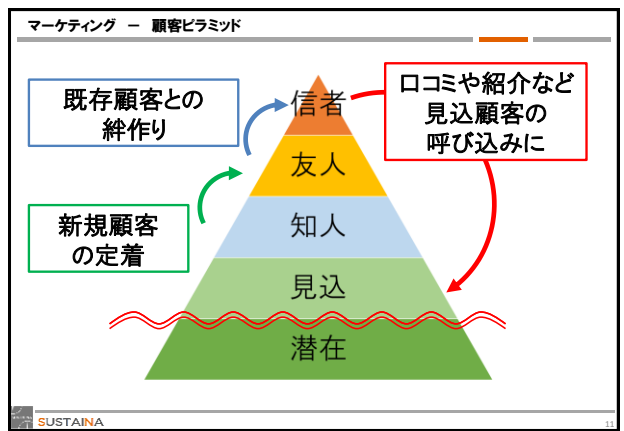 マーケティング － 顧客ピラミッド
既存顧客との
絆作り
口コミや紹介など
見込顧客の
呼び込みに
新規顧客
の定着
信者
友人
知人
見込
潜在
SUSTAINA
11